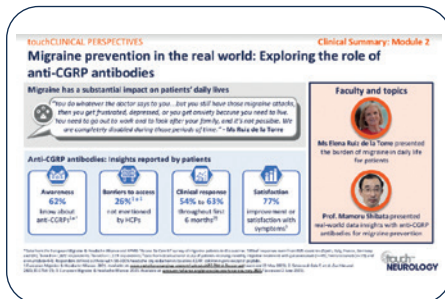 touchCLINICAL PERSPECTIVES
Clinical Summary: Module 2
Migraine prevention in the real world: Exploring the role of
anti-CGRP antibodies
Migraine has a substantial impact on patients' daily lives
"You do whatever the doctor says to you...but you still have those migraine attacks,
then you get frustrated, depressed, or you get anxiety because you need to live.
You need to go out to work and to look after your family, and it's not possible. We
are completely disabled during those periods of time." - Ms Ruiz de la Torre
Anti-CGRP antibodies: Insights reported by patients
Awareness
62%
know about
anti-CGRPs
Barriers to access
26%
not mentioned
by HCPs
Clinical response
54% to 63%
throughout first
6 months
Satisfaction
77%
improvement or
satisfaction with
symptoms
Faculty and topics
Ms Elena Ruiz de la Torre presented
the burden of migraine in daily life
for patients
Prof. Mamoru Shibata presented
real-world data insights with anti-CGRP
antibodies for migraine prevention
touch
NEUROLOGY